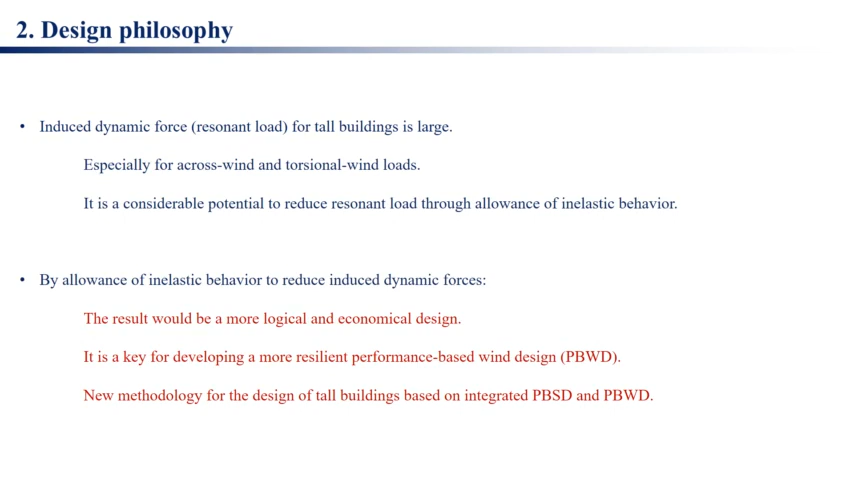 2. Design philosophy
• Induced dynamic force (resonant load) for tall buildings is large.
Especially for across-wind and torsional-wind loads.
It is a considerable potential to reduce resonant load through allowance of inelastic behavior.
• By allowance of inelastic behavior to reduce induced dynamic forces:
The result would be a more logical and economical design.
It is a key for developing a more resilient performance-based wind design (PBWD).
New methodology for the design of tall buildings based on integrated PBSD and PBWD.